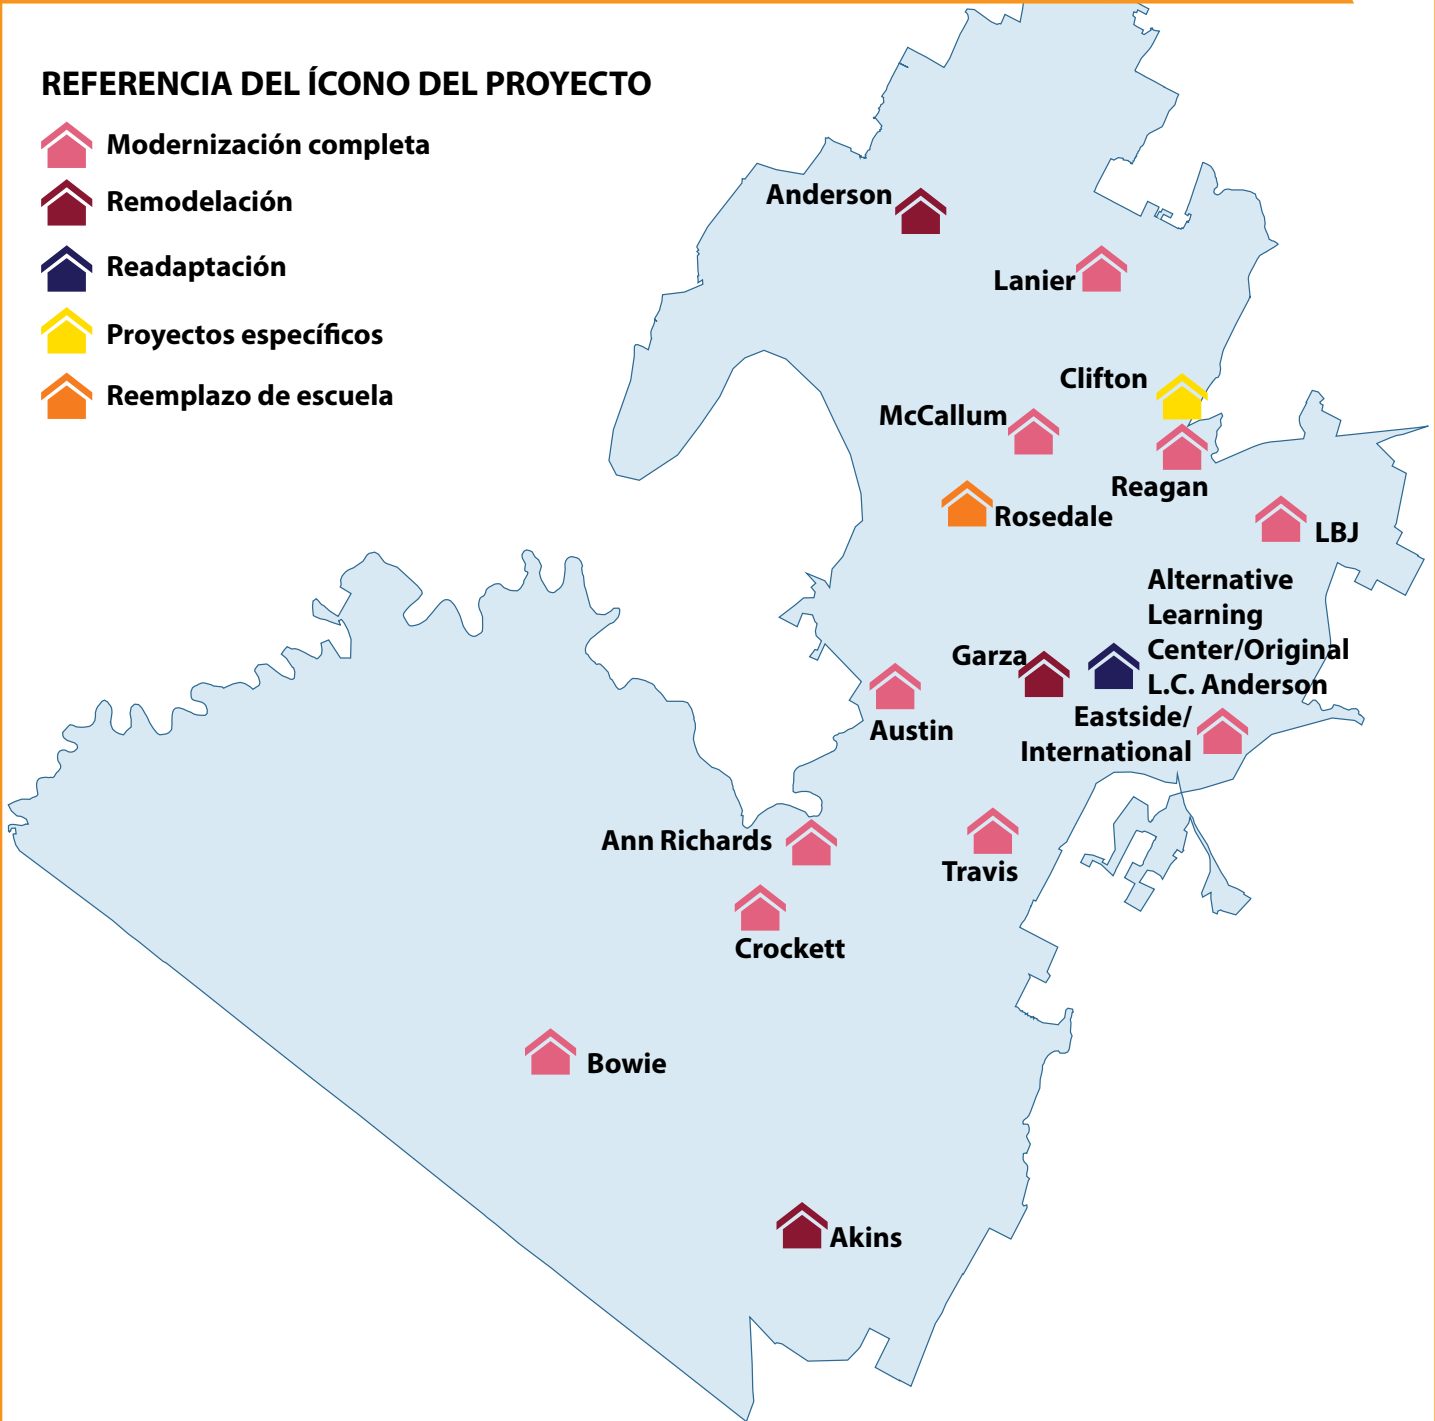 REFERENCIA DEL ÍCONO DEL PROYECTO
Modernización completa
Remodelación
Readaptación
Proyectos específicos
Reemplazo de escuela
Anderson
Lanier
Clifton
McCallum
Reagan
Rosedale
LBJ
Alternative
Learning
Center/Original
L.C. Anderson
Garza
Eastside/
International
Austin
Ann Richards
Travis
Crockett
Bowie
Akins